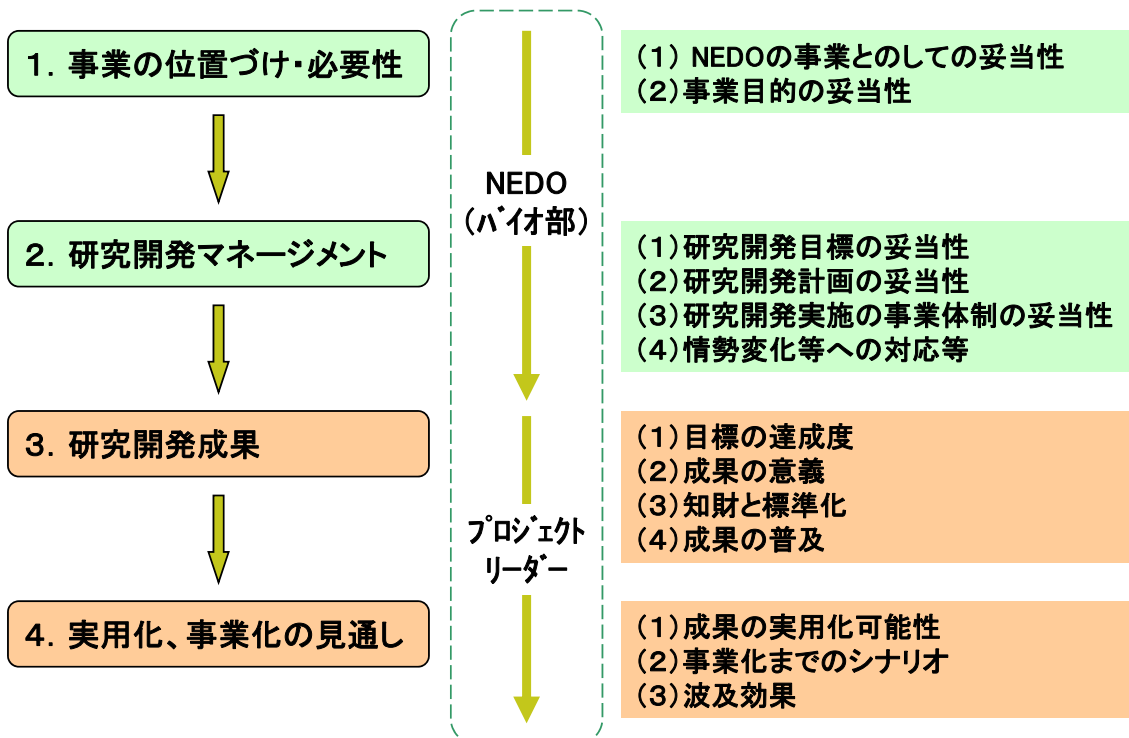 １．事業の位置づけ・必要性
（１） NEDOの事業とのしての妥当性
（２）事業目的の妥当性
NEDO
（ﾊﾞｲｵ部）
２．研究開発マネージメント
（１）研究開発目標の妥当性
（２）研究開発計画の妥当性
（３）研究開発実施の事業体制の妥当性
（４）情勢変化等への対応等
３．研究開発成果
（１）目標の達成度
（２）成果の意義
（３）知財と標準化
（４）成果の普及
ﾌﾟﾛｼﾞｪｸﾄ
ﾘｰﾀﾞｰ
４．実用化、事業化の見通し
（１）成果の実用化可能性
（２）事業化までのシナリオ
（３）波及効果